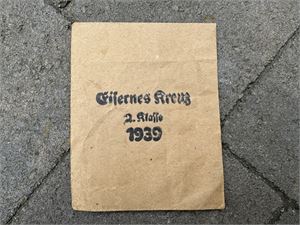 Eisernes Kreuz
2. Klasse
1939